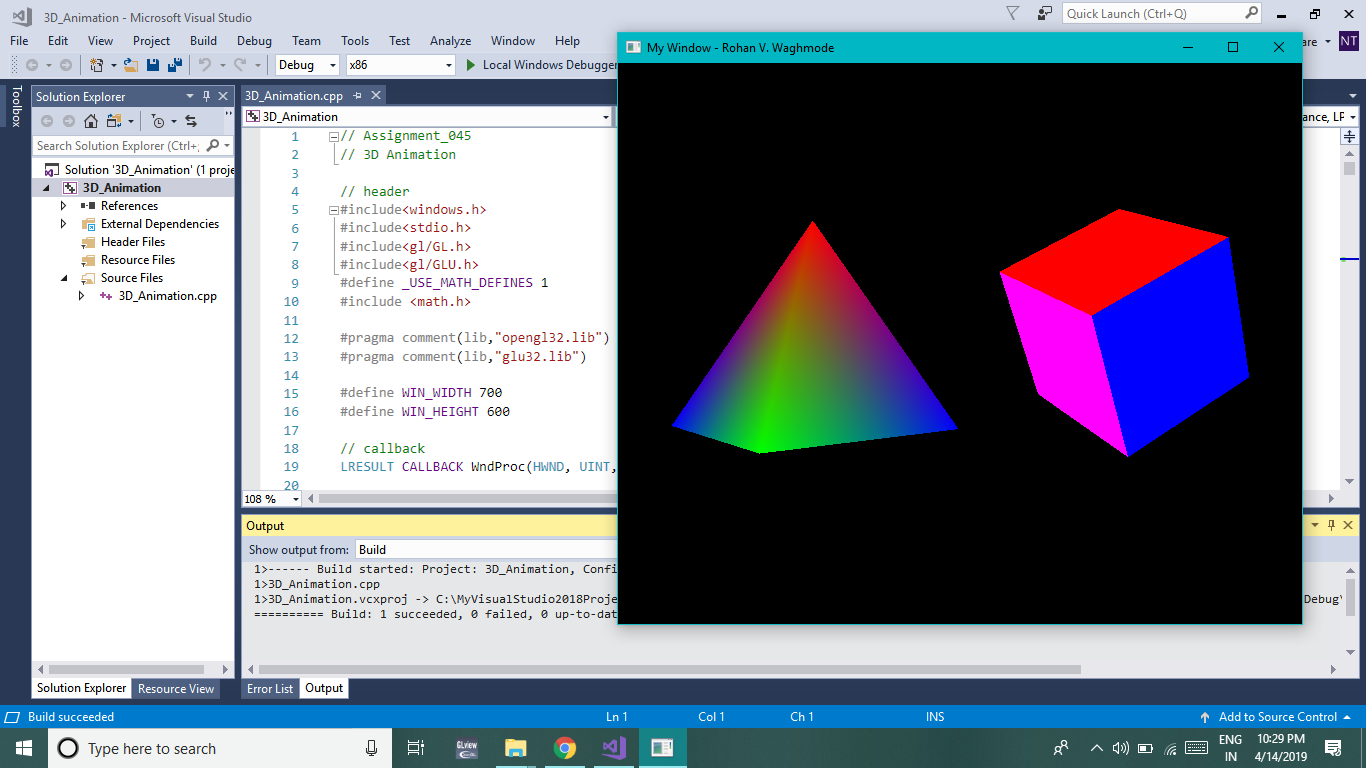 3D_Animation - Microsoft Visual Studio
Quick Launch (Ctrl+Q)
File Edit View Project Build Debug Team Tools Test Analyze Window Help
are
NT
Debug
x86
Local Windows Debugger
My Window - Rohan V. Waghmode
Toolbox
Solution Explorer
Search Solution Explorer (Ctrl+;
Solution '3D_Animation' (1 proje
3D_Animation
References
External Dependencies
Header Files
Resource Files
Source Files
3D_Animation.cpp
Solution Explorer
Resource View
3D_Animation.cpp
3D_Animation
ance, LP
1 // Assignment_045
2 // 3D Animation
3
4 // header
5 #include<windows.h>
6 #include<stdio.h>
7 #include<gl/GL.h>
8 #include<gl/GLU.h>
9 #define _USE_MATH_DEFINES 1
10 #include <math.h>
11
12 #pragma comment(lib,"opengl32.lib")
13 #pragma comment(lib,"glu32.lib")
14
15 #define WIN_WIDTH 700
16 #define WIN_HEIGHT 600
17
18 // callback
19 LRESULT CALLBACK WndProc(HWND, UINT,
20
108 %
Output
Show output from: Build
1>------ Build started: Project: 3D_Animation, Confi
1>3D_Animation.cpp
1>3D_Animation.vcxproj -> C:\MyVisualStudio2018Proje
Debug\
========== Build: 1 succeeded, 0 failed, 0 up-to-dat
Error List
Output
Build succeeded
Ln 1
Col 1
Ch 1
INS
Add to Source Control
Type here to search
GLview
ENG
IN
10:29 PM
4/14/2019